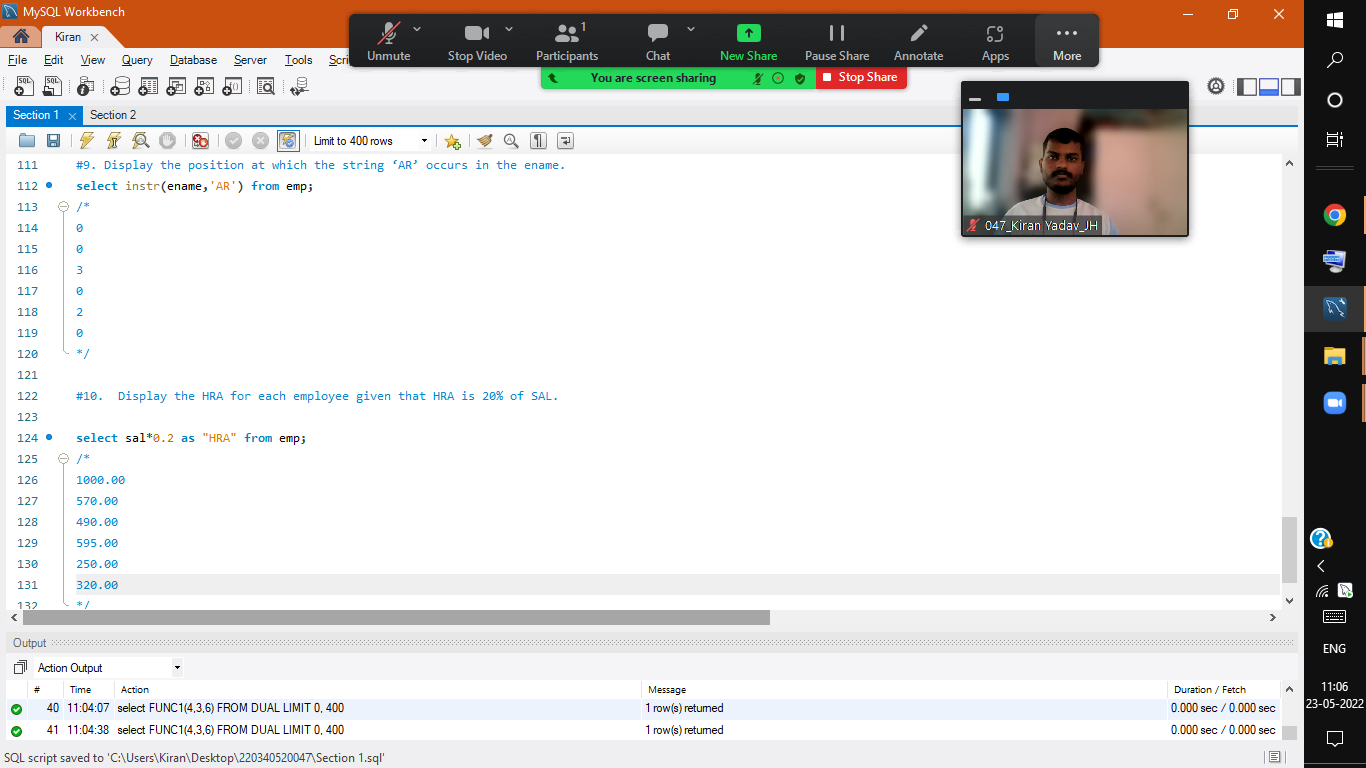 MySQL Workbench
Kiran
File Edit View Query Database Server Tools Scri
Unmute Stop Video Participants 1 Chat New Share Pause Share Annotate Apps More
You are screen sharing Stop Share
Section 1 Section 2
Limit to 400 rows
047_Kiran Yadav_JH
111 #9. Display the position at which the string ‘AR’ occurs in the ename.
112 select instr(ename,'AR') from emp;
113 /*
114 0
115 0
116 3
117 0
118 2
119 0
120 */
121
122 #10.  Display the HRA for each employee given that HRA is 20% of SAL.
123
124 select sal*0.2 as "HRA" from emp;
125 /*
126 1000.00
127 570.00
128 490.00
129 595.00
130 250.00
131 320.00
132 */
Output
Action Output
# Time Action Message Duration / Fetch
40 11:04:07 select FUNC1(4,3,6) FROM DUAL LIMIT 0, 400 1 row(s) returned 0.000 sec / 0.000 sec
41 11:04:38 select FUNC1(4,3,6) FROM DUAL LIMIT 0, 400 1 row(s) returned 0.000 sec / 0.000 sec
SQL script saved to 'C:\Users\Kiran\Desktop\220340520047\Section 1.sql'
ENG
11:06
23-05-2022